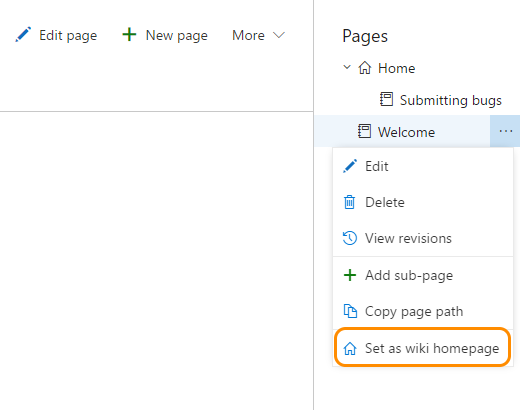 Edit page
New page
More
Pages
Home
Submitting bugs
Welcome
Edit
Delete
View revisions
Add sub-page
Copy page path
Set as wiki homepage